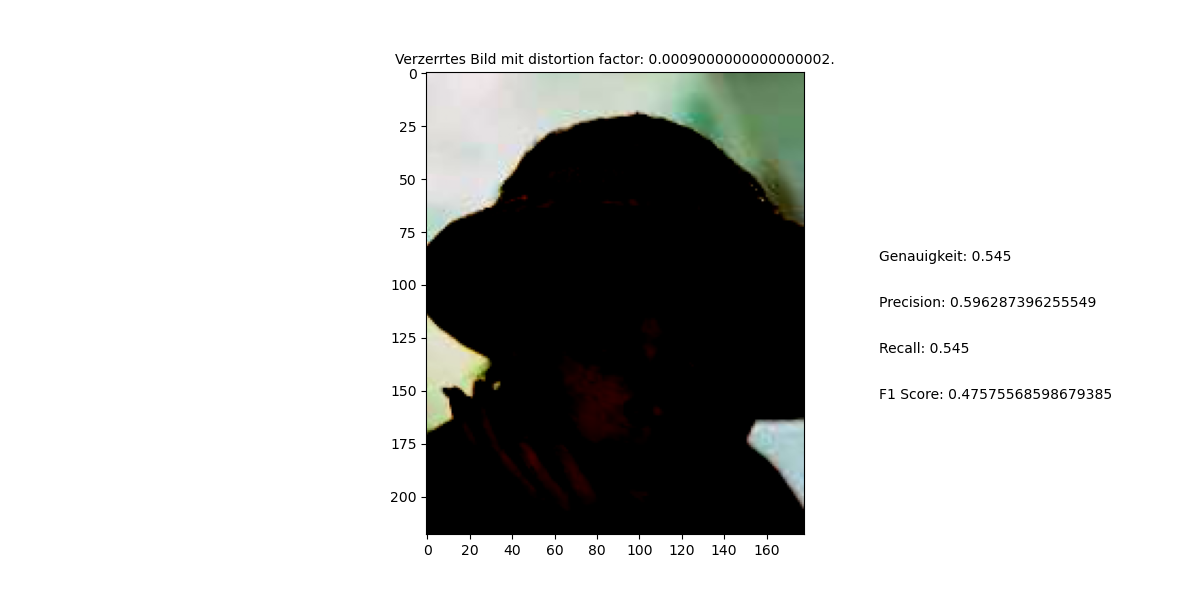 Verzerrtes Bild mit distortion factor: 0.0009000000000000002.
0
25
50
75
100
125
150
175
200
0 20 40 60 80 100 120 140 160
Genauigkeit: 0.545
Precision: 0.596287396255549
Recall: 0.545
F1 Score: 0.47575568598679385